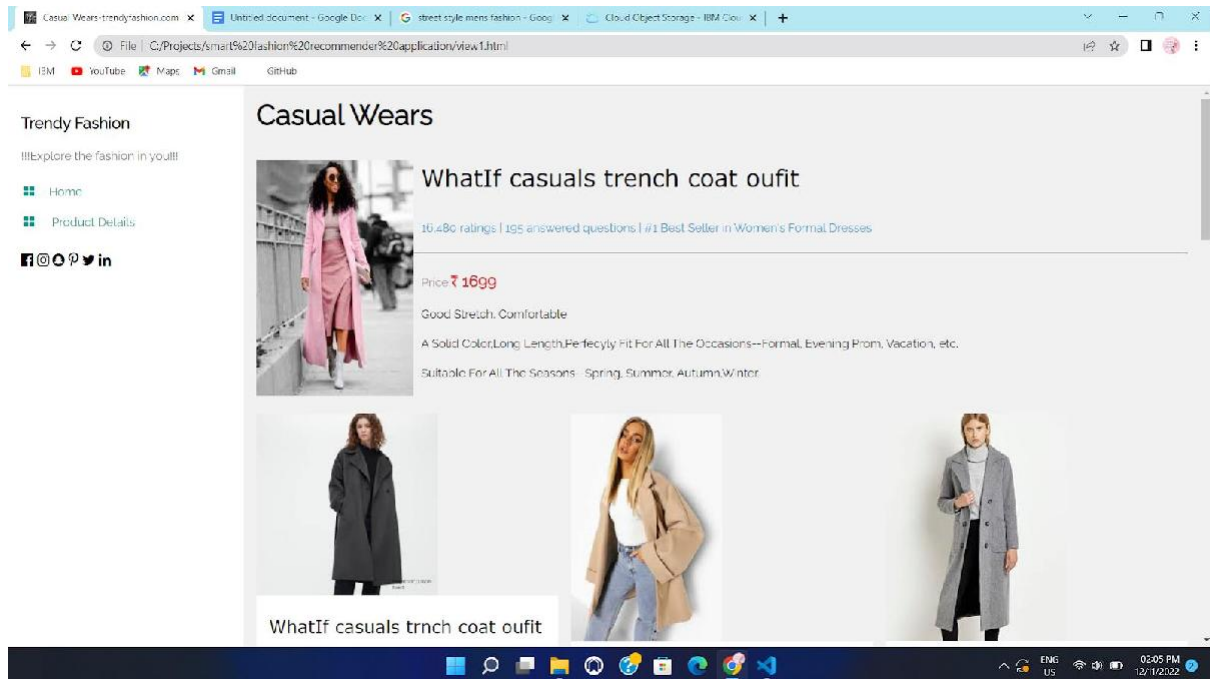 Casual Wears-trendyfashion.com
Untitled document - Google Doc
street style mens fashion - Goog
Cloud Object Storage - IBM Clou
File | C:/Projects/smart%20fashion%20recommender%20application/view1.html
IBM YouTube Maps Gmail GitHub
Trendy Fashion
!!!Explore the fashion in you!!!
Home
Product Details
Casual Wears
WhatIf casuals trench coat oufit
16,480 ratings | 195 answered questions | #1 Best Seller in Women's Formal Dresses
Price ₹ 1699
Good Stretch, Comfortable
A Solid Color,Long Length,Perfecyly Fit For All The Occasions--Formal, Evening Prom, Vacation, etc.
Suitable For All The Seasons- Spring, Summer, Autumn,Winter.
WhatIf casuals trnch coat oufit
ENG
US
02:05 PM
12/11/2022
2